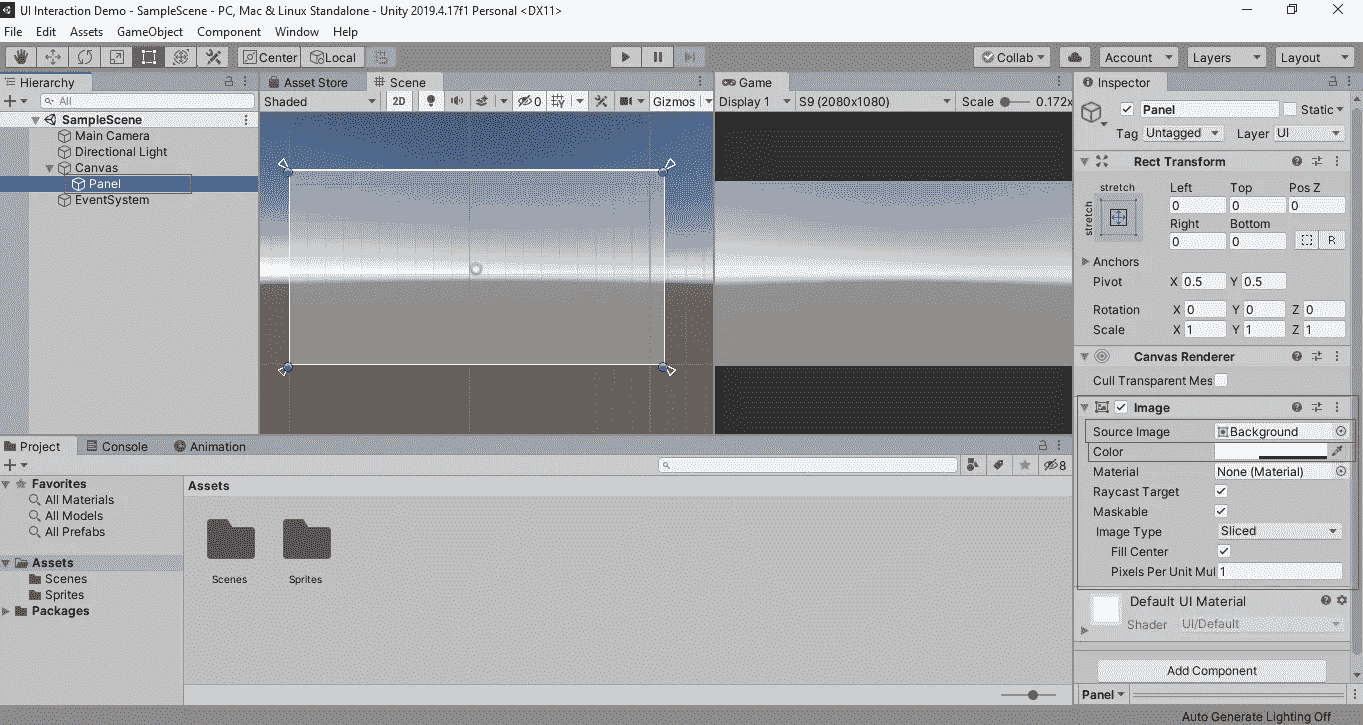 UI Interaction Demo - SampleScene - PC, Mac & Linux Standalone - Unity 2019.4.17f1 Personal <DX11>
File Edit Assets GameObject Component Window Help
Center Local Collab Account Layers Layout
Hierarchy
All
SampleScene
Main Camera
Directional Light
Canvas
Panel
EventSystem
Asset Store Scene
Shaded 2D 0 Gizmos
Game
Display 1 S9 (2080x1080) Scale 0.172x
Inspector
Panel Static
Tag Untagged Layer UI
Rect Transform
stretch
stretch
Left Top Pos Z
0 0 0
Right Bottom
0 0 R
Anchors
Pivot X 0.5 Y 0.5
Rotation X 0 Y 0 Z 0
Scale X 1 Y 1 Z 1
Canvas Renderer
Cull Transparent Mes
Image
Source Image Background
Color
Material None (Material)
Raycast Target
Maskable
Image Type Sliced
Fill Center
Pixels Per Unit Mul 1
Default UI Material
Shader UI/Default
Add Component
Panel
Auto Generate Lighting Off
Project Console Animation
8
Favorites
All Materials
All Models
All Prefabs
Assets
Scenes
Sprites
Packages
Assets
Scenes Sprites